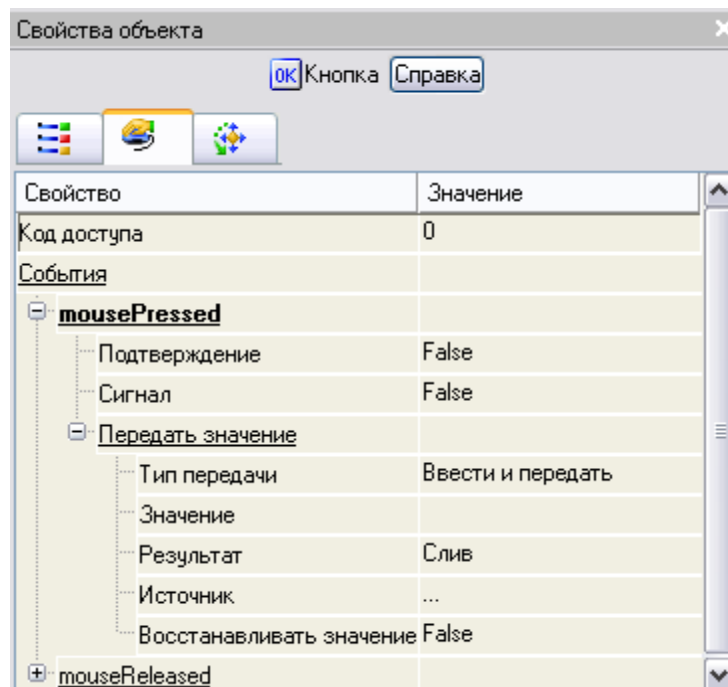 Свойства объекта
OK Кнопка Справка
Свойство Значение
Код доступа 0
События
mousePressed
Подтверждение False
Сигнал False
Передать значение
Тип передачи Ввести и передать
Значение
Результат Слив
Источник ...
Восстанавливать значение False
mouseReleased